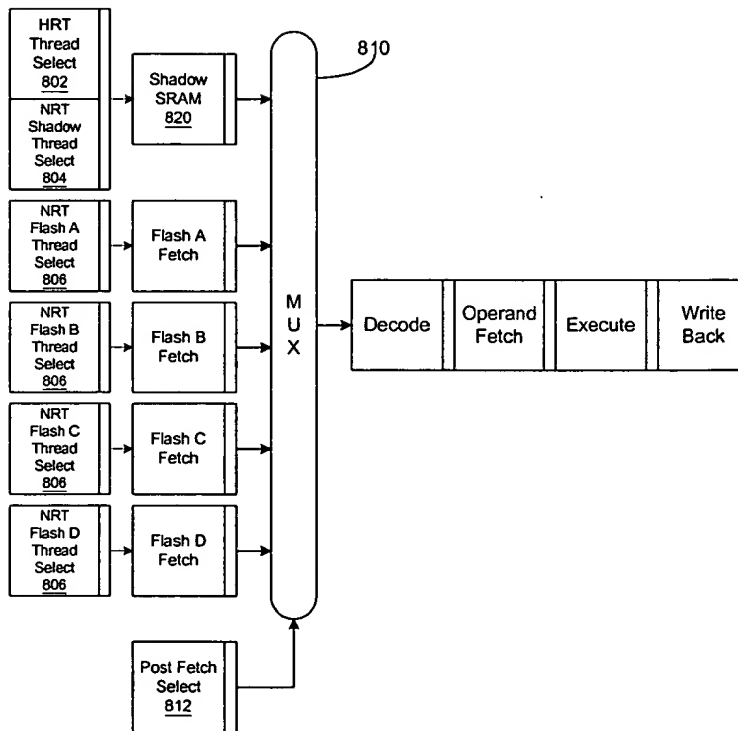 HRT
Thread
Select
802
NRT
Shadow
Thread
Select
804
Shadow
SRAM
820
810
NRT
Flash A
Thread
Select
806
Flash A
Fetch
NRT
Flash B
Thread
Select
806
Flash B
Fetch
NRT
Flash C
Thread
Select
806
Flash C
Fetch
NRT
Flash D
Thread
Select
806
Flash D
Fetch
M
U
X
Decode
Operand
Fetch
Execute
Write
Back
Post Fetch
Select
812